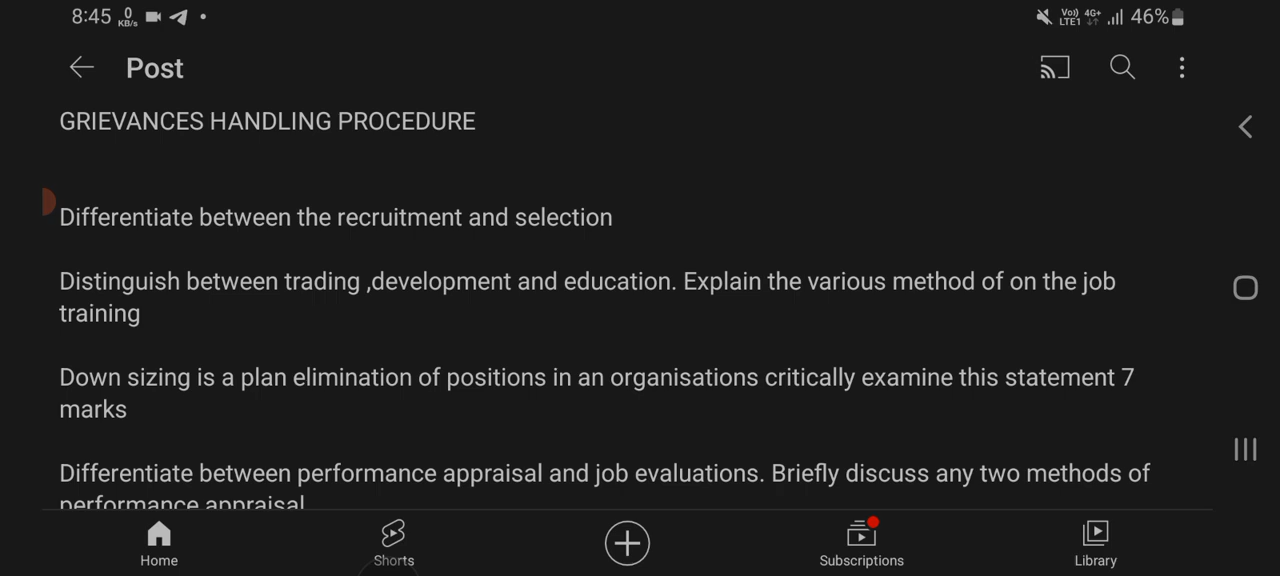 8:45 0 KB/s Vo)) LTE1 4G+ 46%
Post
GRIEVANCES HANDLING PROCEDURE
Differentiate between the recruitment and selection
Distinguish between trading ,development and education. Explain the various method of on the job
training
Down sizing is a plan elimination of positions in an organisations critically examine this statement 7
marks
Differentiate between performance appraisal and job evaluations. Briefly discuss any two methods of
performance appraisal
Home Shorts Subscriptions Library